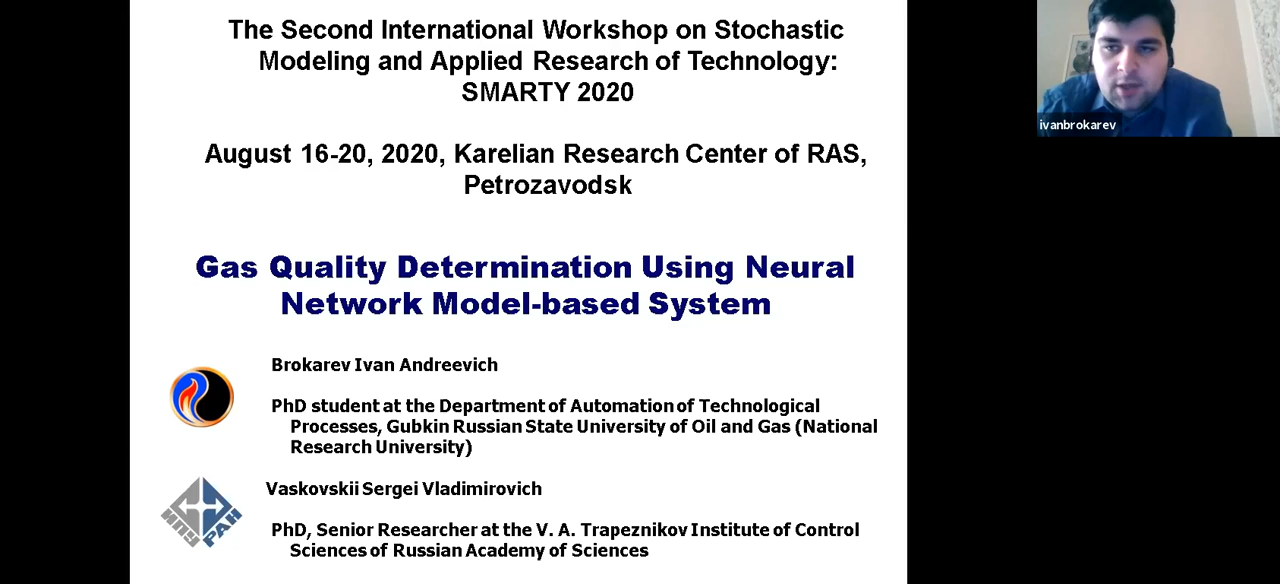 The Second International Workshop on Stochastic
Modeling and Applied Research of Technology:
SMARTY 2020
August 16-20, 2020, Karelian Research Center of RAS,
Petrozavodsk
Gas Quality Determination Using Neural
Network Model-based System
Brokarev Ivan Andreevich
PhD student at the Department of Automation of Technological
Processes, Gubkin Russian State University of Oil and Gas (National
Research University)
Vaskovskii Sergei Vladimirovich
PhD, Senior Researcher at the V. A. Trapeznikov Institute of Control
Sciences of Russian Academy of Sciences
ИПУ РАН
ivanbrokarev